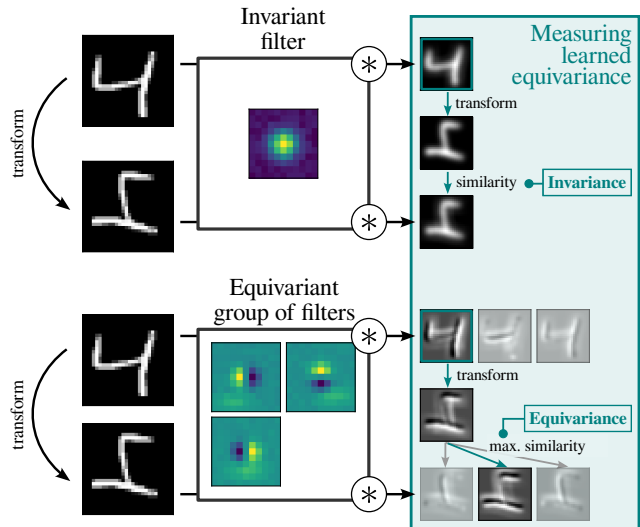 Invariant
filter
Measuring
learned
equivariance
transform
*
*
transform
similarity
Invariance
Equivariant
group of filters
transform
*
*
transform
Equivariance
max. similarity